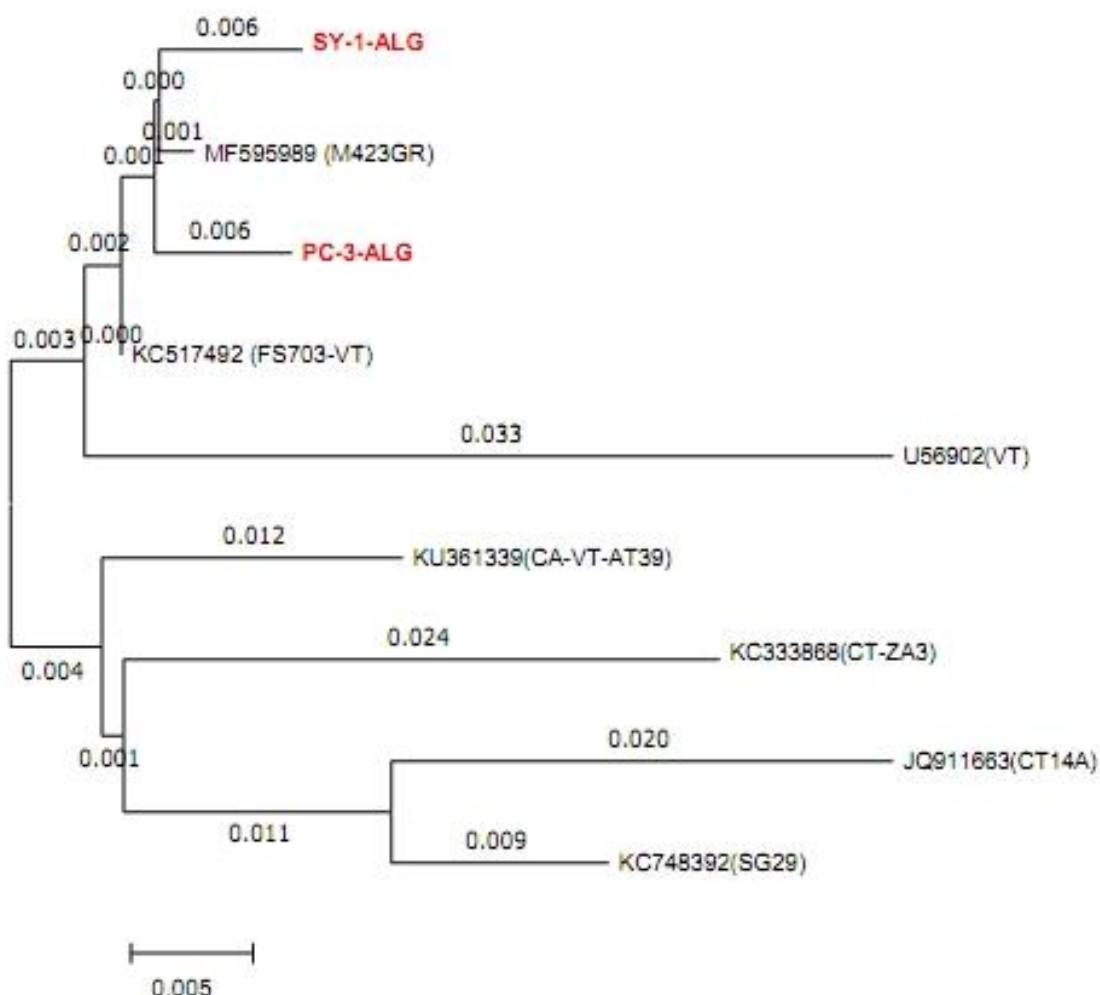 0.006
SY-1-ALG
0.000
0.001
MF595989 (M423GR)
0.001
0.006
PC-3-ALG
0.002
0.003
0.000
KC517492 (FS703-VT)
0.033
U56902(VT)
0.012
KU361339(CA-VT-AT39)
0.024
KC333868(CT-ZA3)
0.004
0.001
0.020
JQ911663(CT14A)
0.011
0.009
KC748392(SG29)
0.005